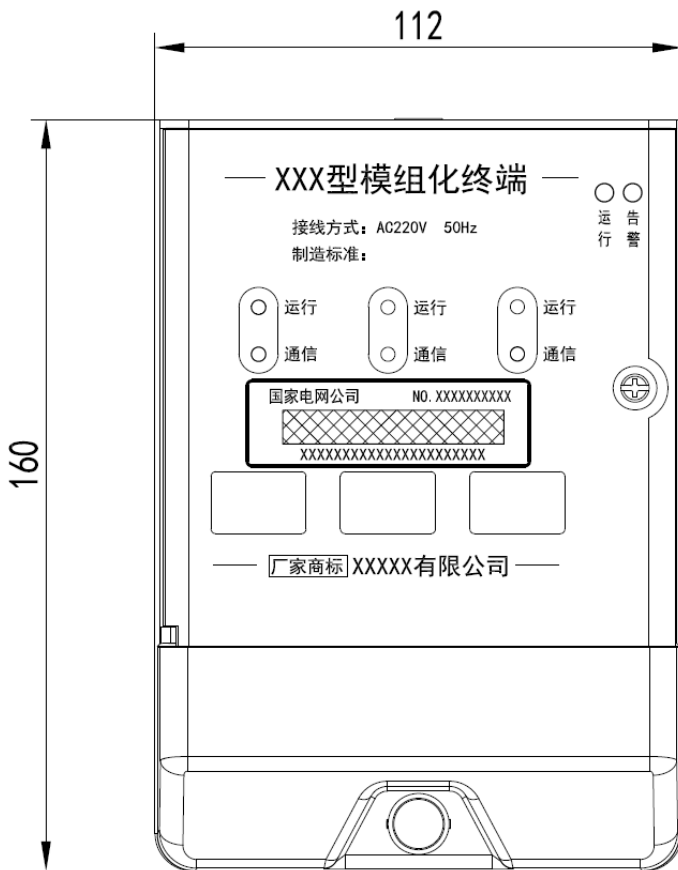 112
160
XXX型模组化终端
运行 告警
接线方式：AC220V 50Hz
制造标准：
运行 运行 运行
通信 通信 通信
国家电网公司 NO.XXXXXXXXXX
XXXXXXXXXXXXXXXXXXXXXX
厂家商标 XXXXX有限公司